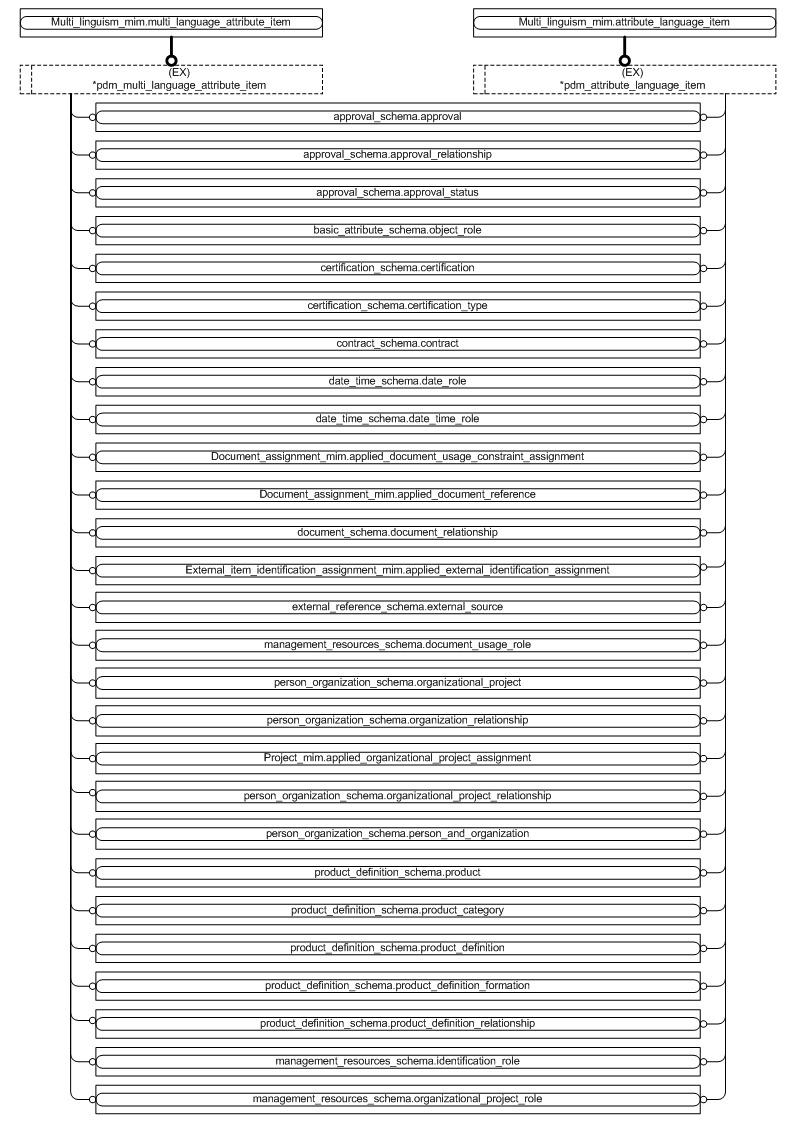 Multi_linguism_mim.multi_language_attribute_item
Multi_linguism_mim.attribute_language_item
(EX)
*pdm_multi_language_attribute_item
(EX)
*pdm_attribute_language_item
approval_schema.approval
approval_schema.approval_relationship
approval_schema.approval_status
basic_attribute_schema.object_role
certification_schema.certification
certification_schema.certification_type
contract_schema.contract
date_time_schema.date_role
date_time_schema.date_time_role
Document_assignment_mim.applied_document_usage_constraint_assignment
Document_assignment_mim.applied_document_reference
document_schema.document_relationship
External_item_identification_assignment_mim.applied_external_identification_assignment
external_reference_schema.external_source
management_resources_schema.document_usage_role
person_organization_schema.organizational_project
person_organization_schema.organization_relationship
Project_mim.applied_organizational_project_assignment
person_organization_schema.organizational_project_relationship
person_organization_schema.person_and_organization
product_definition_schema.product
product_definition_schema.product_category
product_definition_schema.product_definition
product_definition_schema.product_definition_formation
product_definition_schema.product_definition_relationship
management_resources_schema.identification_role
management_resources_schema.organizational_project_role